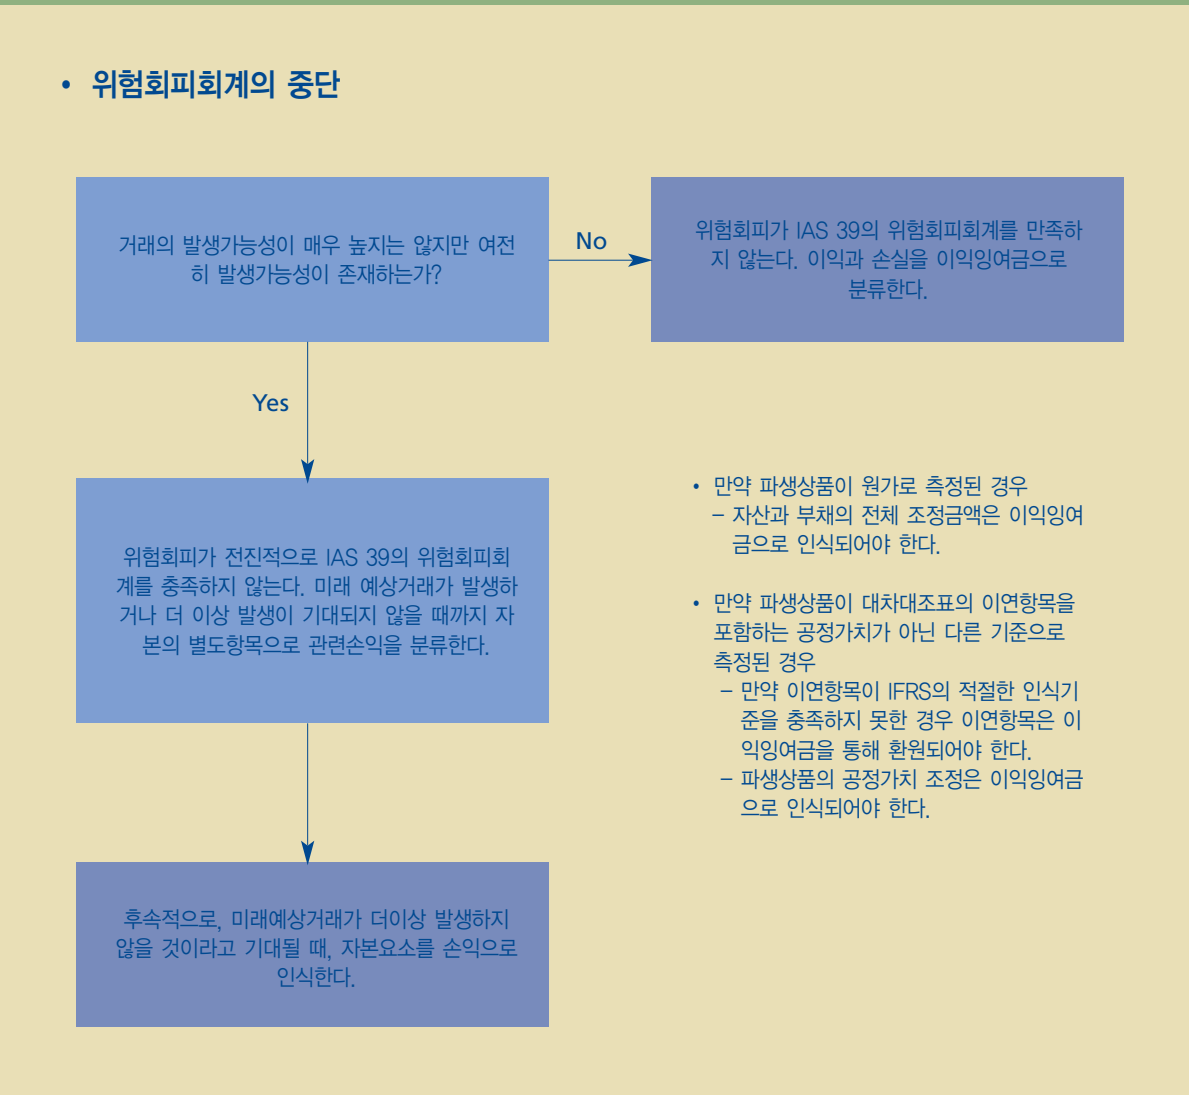 • 위험회피회계의 중단
거래의 발생가능성이 매우 높지는 않지만 여전
히 발생가능성이 존재하는가?
No
위험회피가 IAS 39의 위험회피회계를 만족하
지 않는다. 이익과 손실을 이익잉여금으로
분류한다.
Yes
위험회피가 전진적으로 IAS 39의 위험회피회
계를 충족하지 않는다. 미래 예상거래가 발생하
거나 더 이상 발생이 기대되지 않을 때까지 자
본의 별도항목으로 관련손익을 분류한다.
후속적으로, 미래예상거래가 더이상 발생하지
않을 것이라고 기대될 때, 자본요소를 손익으로
인식한다.
• 만약 파생상품이 원가로 측정된 경우
– 자산과 부채의 전체 조정금액은 이익잉여
금으로 인식되어야 한다.
• 만약 파생상품이 대차대조표의 이연항목을
포함하는 공정가치가 아닌 다른 기준으로
측정된 경우
– 만약 이연항목이 IFRS의 적절한 인식기
준을 충족하지 못한 경우 이연항목은 이
익잉여금을 통해 환원되어야 한다.
– 파생상품의 공정가치 조정은 이익잉여금
으로 인식되어야 한다.